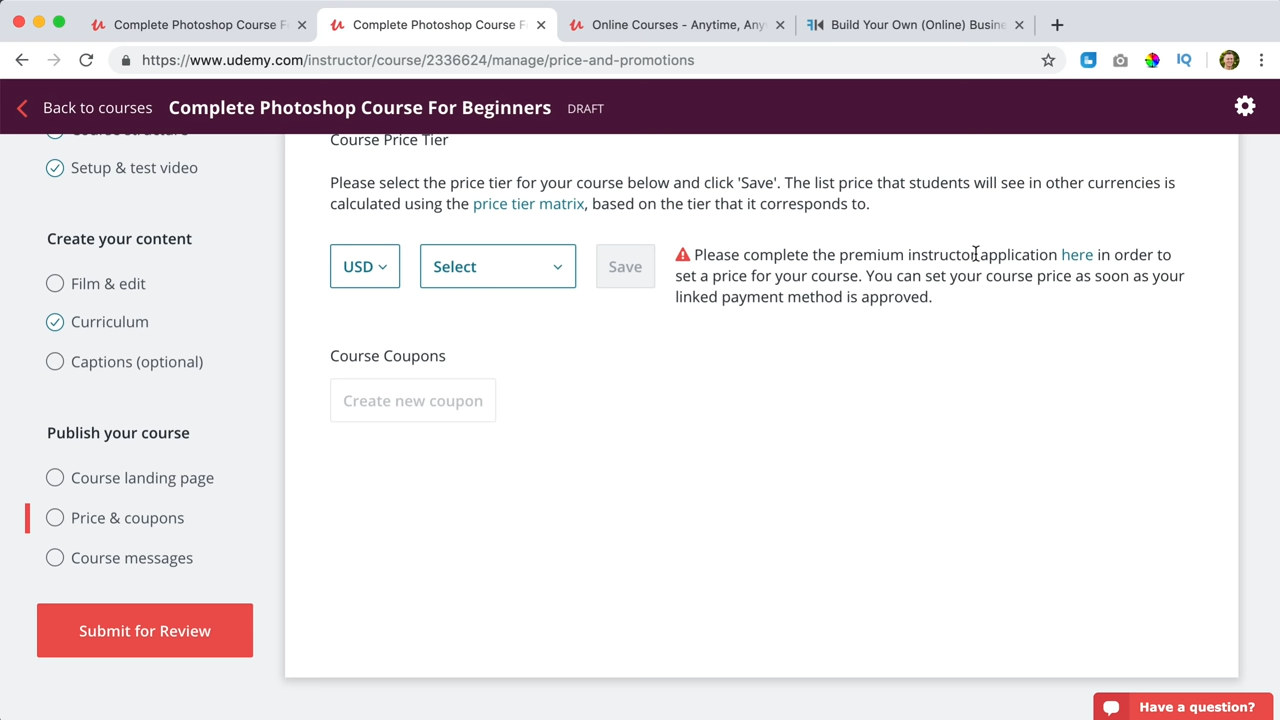 Complete Photoshop Course F
Complete Photoshop Course F
Online Courses - Anytime, Any
Build Your Own (Online) Busine
https://www.udemy.com/instructor/course/2336624/manage/price-and-promotions
IQ
Back to courses
Complete Photoshop Course For Beginners
DRAFT
Course structure
Setup & test video
Create your content
Film & edit
Curriculum
Captions (optional)
Publish your course
Course landing page
Price & coupons
Course messages
Submit for Review
Course Price Tier
Please select the price tier for your course below and click 'Save'. The list price that students will see in other currencies is
calculated using the price tier matrix, based on the tier that it corresponds to.
USD
Select
Save
Please complete the premium instructor application here in order to
set a price for your course. You can set your course price as soon as your
linked payment method is approved.
Course Coupons
Create new coupon
Have a question?